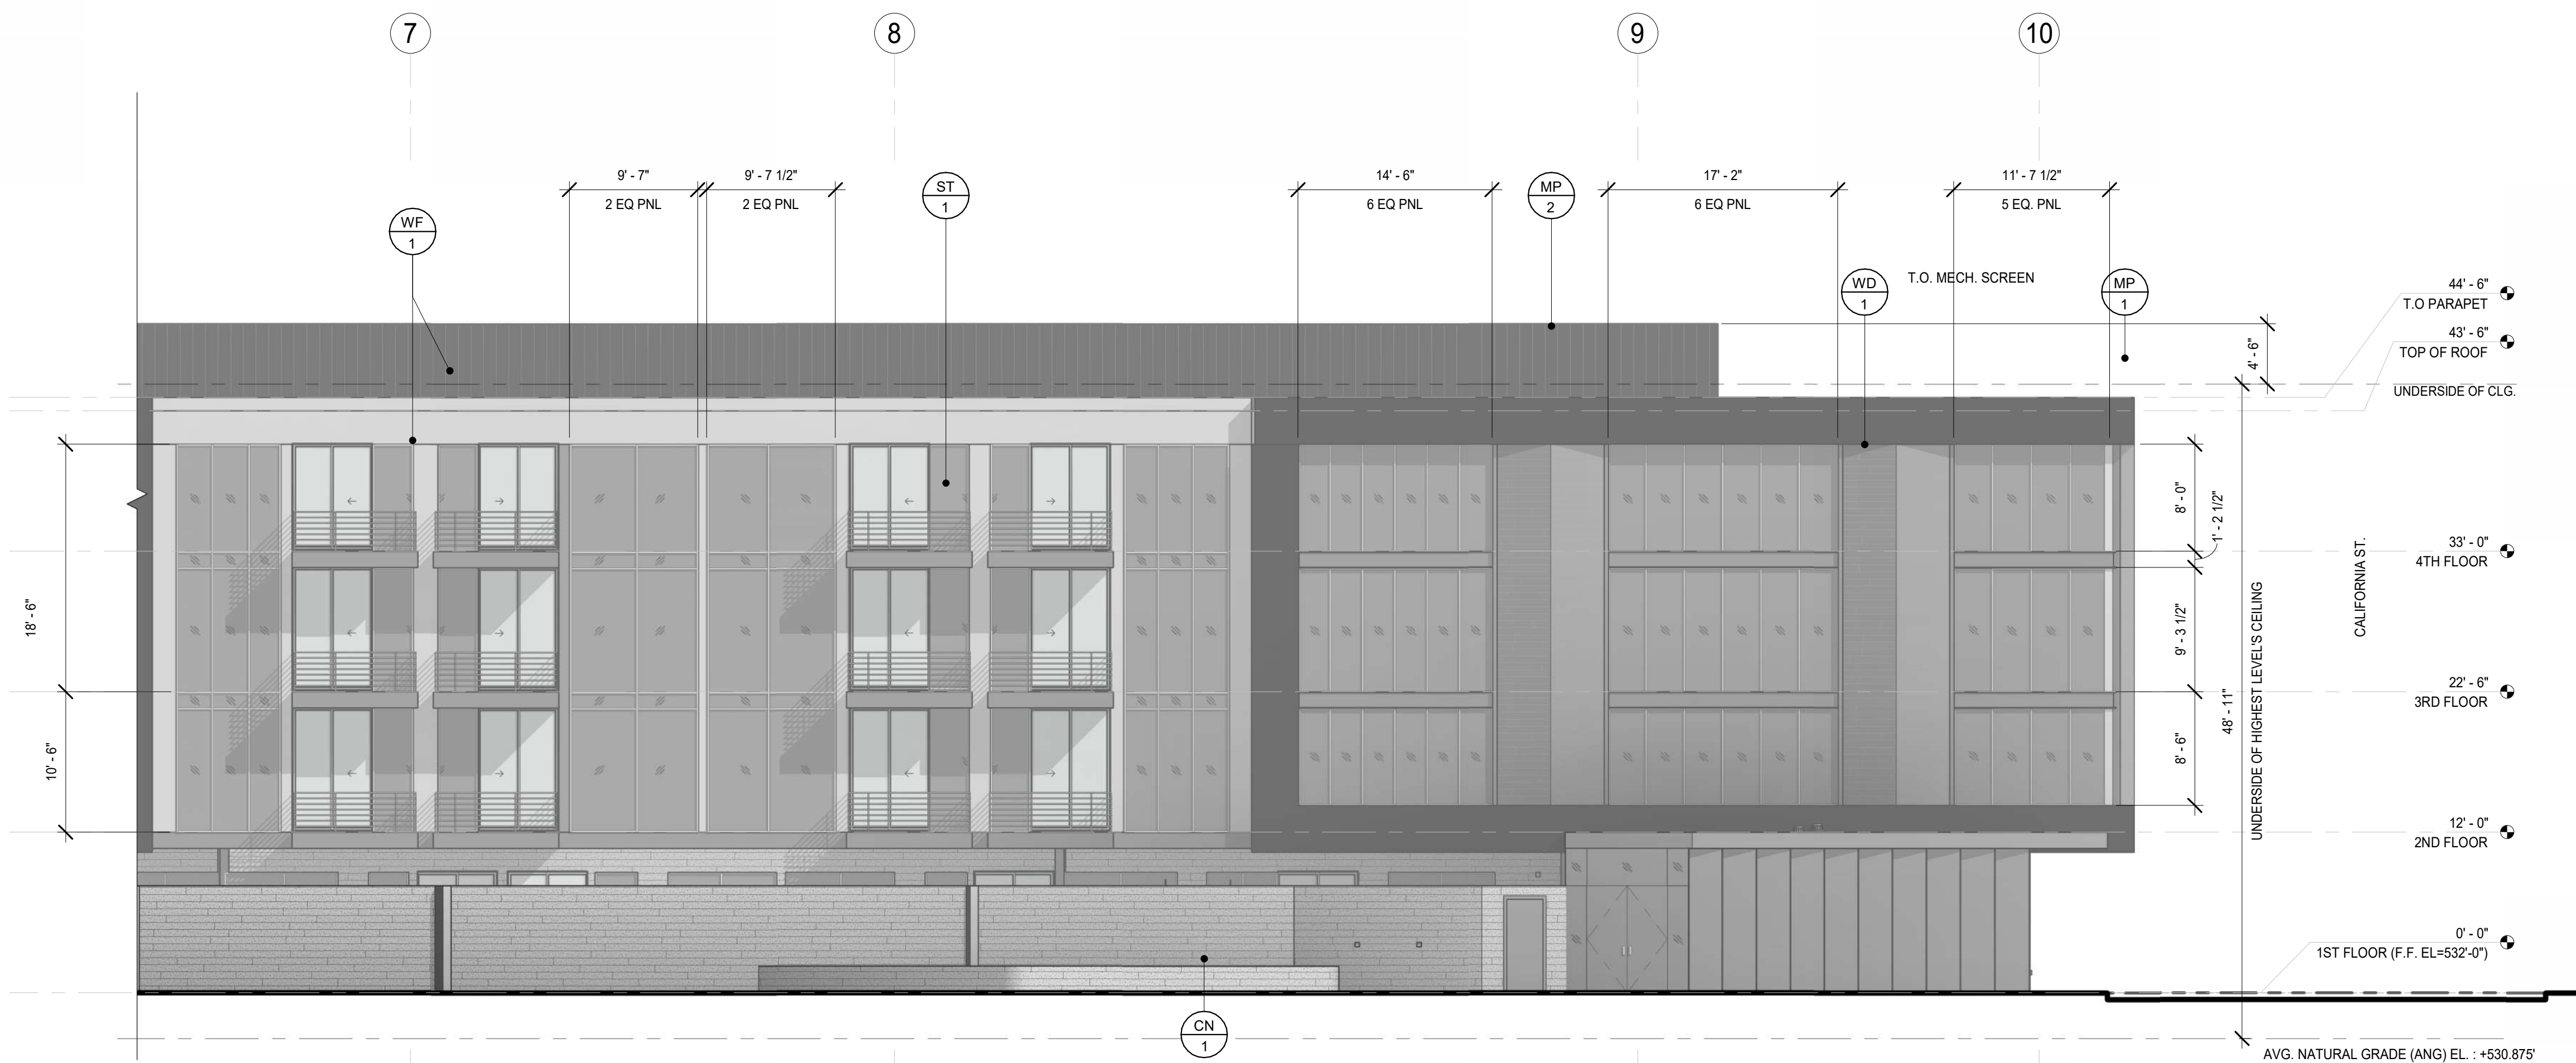 7
8
9
10
9' - 7"
2 EQ PNL
9' - 7 1/2"
2 EQ PNL
ST
1
14' - 6"
6 EQ PNL
MP
2
17' - 2"
6 EQ PNL
11' - 7 1/2"
5 EQ. PNL
WF
1
WD
1
T.O. MECH. SCREEN
MP
1
44' - 6"
T.O PARAPET
43' - 6"
TOP OF ROOF
4' - 6"
UNDERSIDE OF CLG.
8' - 0"
1' - 2 1/2"
33' - 0"
4TH FLOOR
CALIFORNIA ST.
18' - 6"
9' - 3 1/2"
UNDERSIDE OF HIGHEST LEVEL'S CEILING
48' - 11"
22' - 6"
3RD FLOOR
10' - 6"
8' - 6"
12' - 0"
2ND FLOOR
0' - 0"
1ST FLOOR (F.F. EL=532'-0")
CN
1
AVG. NATURAL GRADE (ANG) EL. : +530.875'